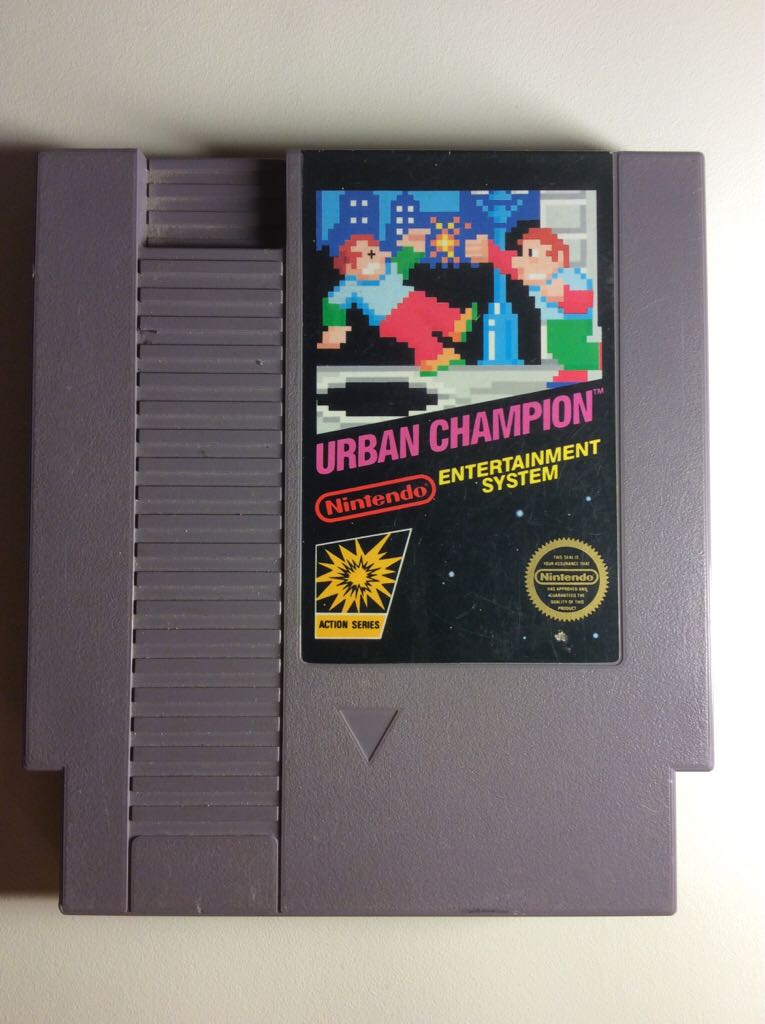 URBAN CHAMPION™
Nintendo®
ENTERTAINMENT
SYSTEM
ACTION SERIES
THIS SEAL IS
YOUR ASSURANCE THAT
Nintendo
HAS APPROVED AND
GUARANTEED THE
QUALITY OF THIS
PRODUCT